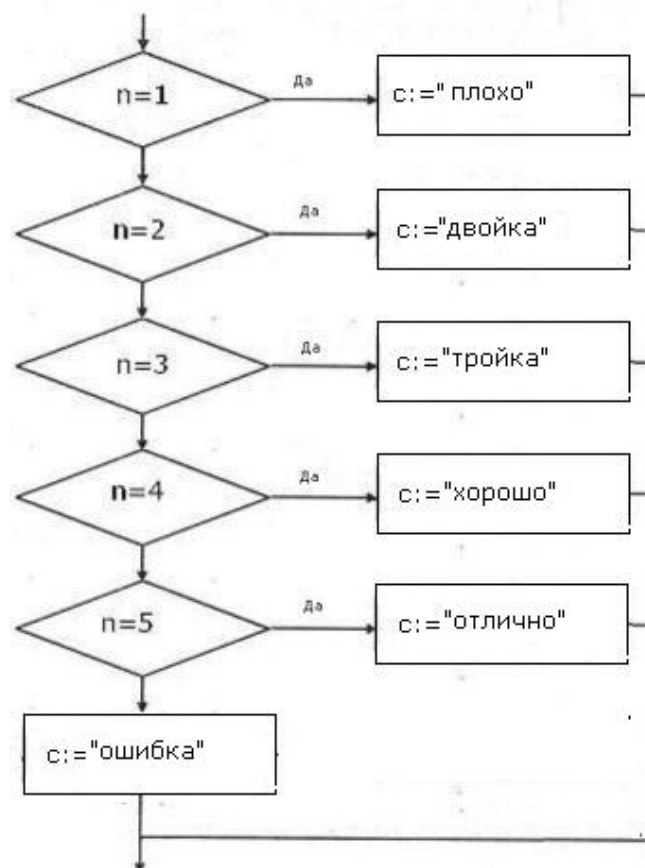 n=1
Да
c:=" плохо"
n=2
Да
c:="двойка"
n=3
Да
c:="тройка"
n=4
Да
c:="хорошо"
n=5
Да
c:="отлично"
c:="ошибка"